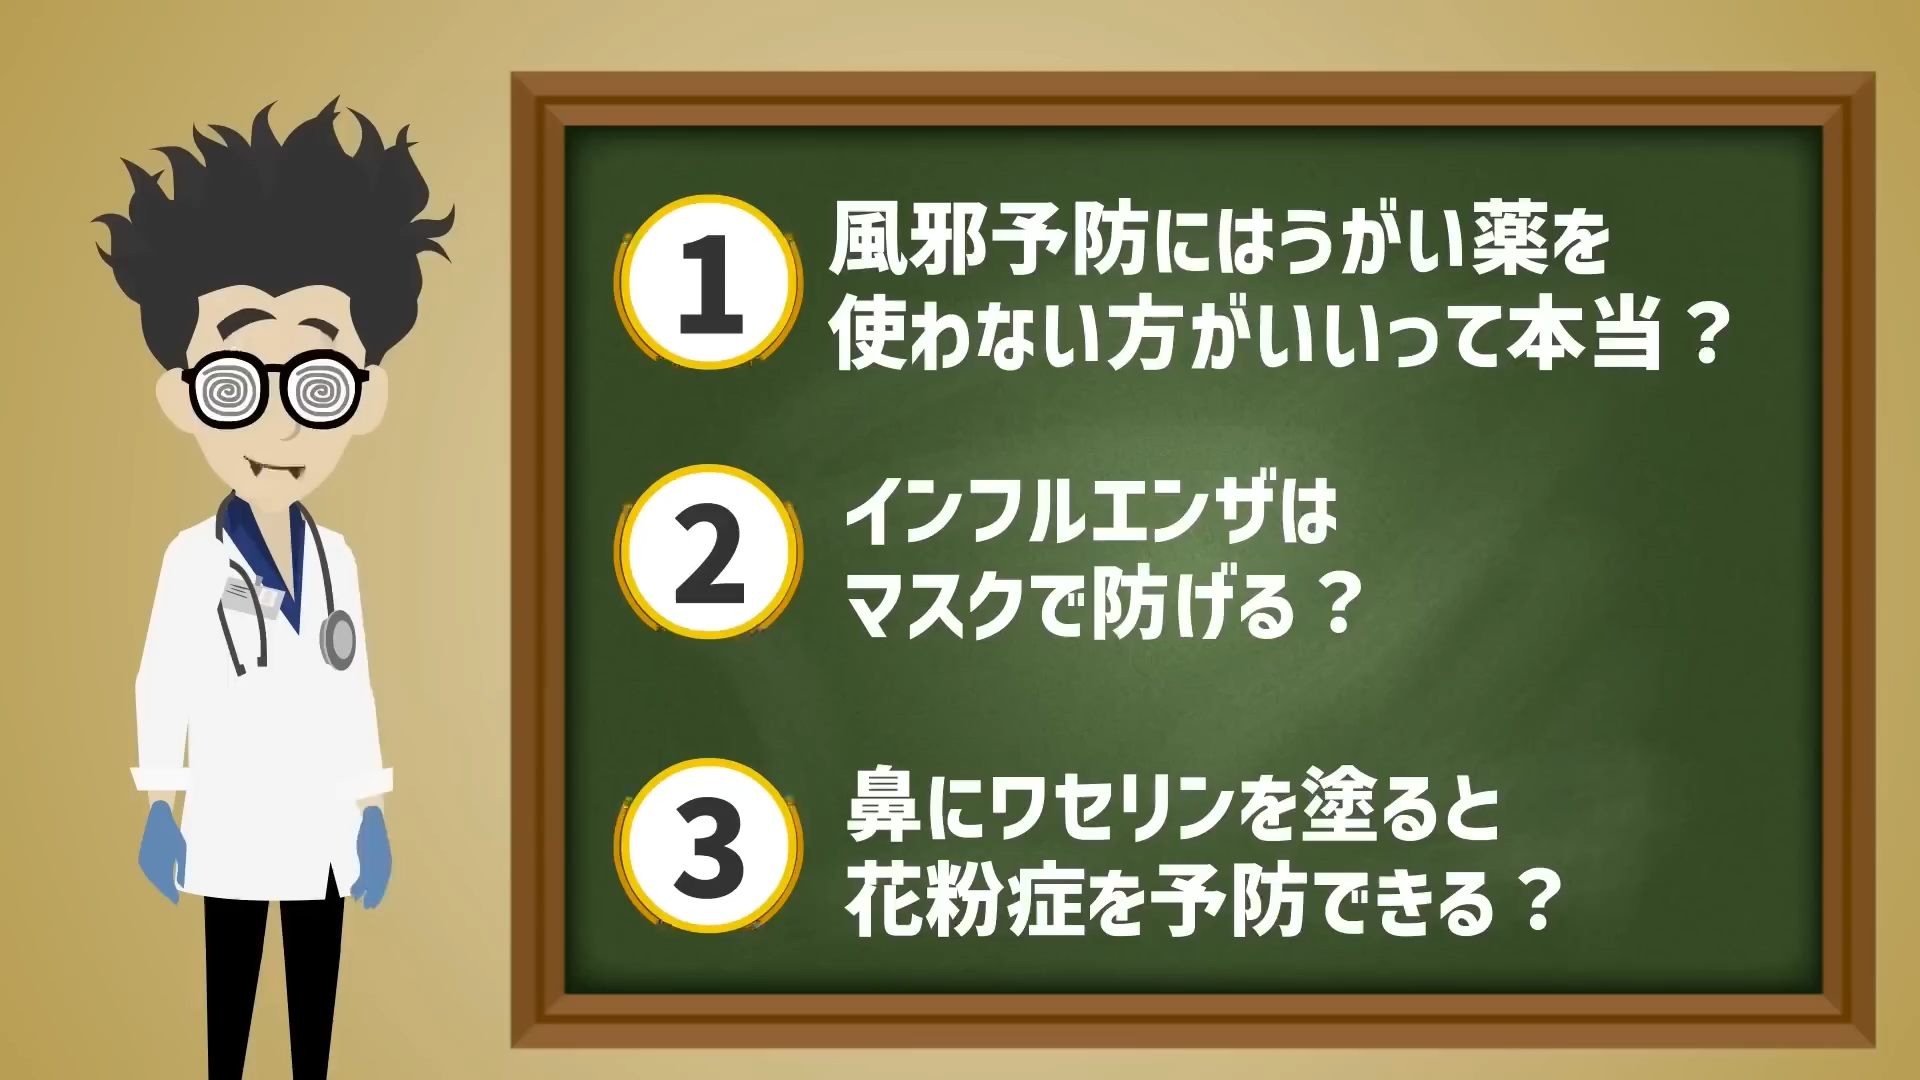 1
風邪予防にはうがい薬を
使わない方がいいって本当？
2
インフルエンザは
マスクで防げる？
3
鼻にワセリンを塗ると
花粉症を予防できる？